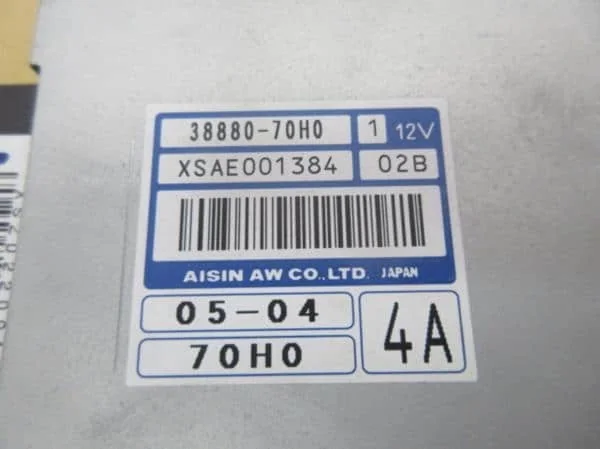 38880-70H0 1 12V
XSAE001384 02B
AISIN AW CO.,LTD. JAPAN
05-04
70H0
4A